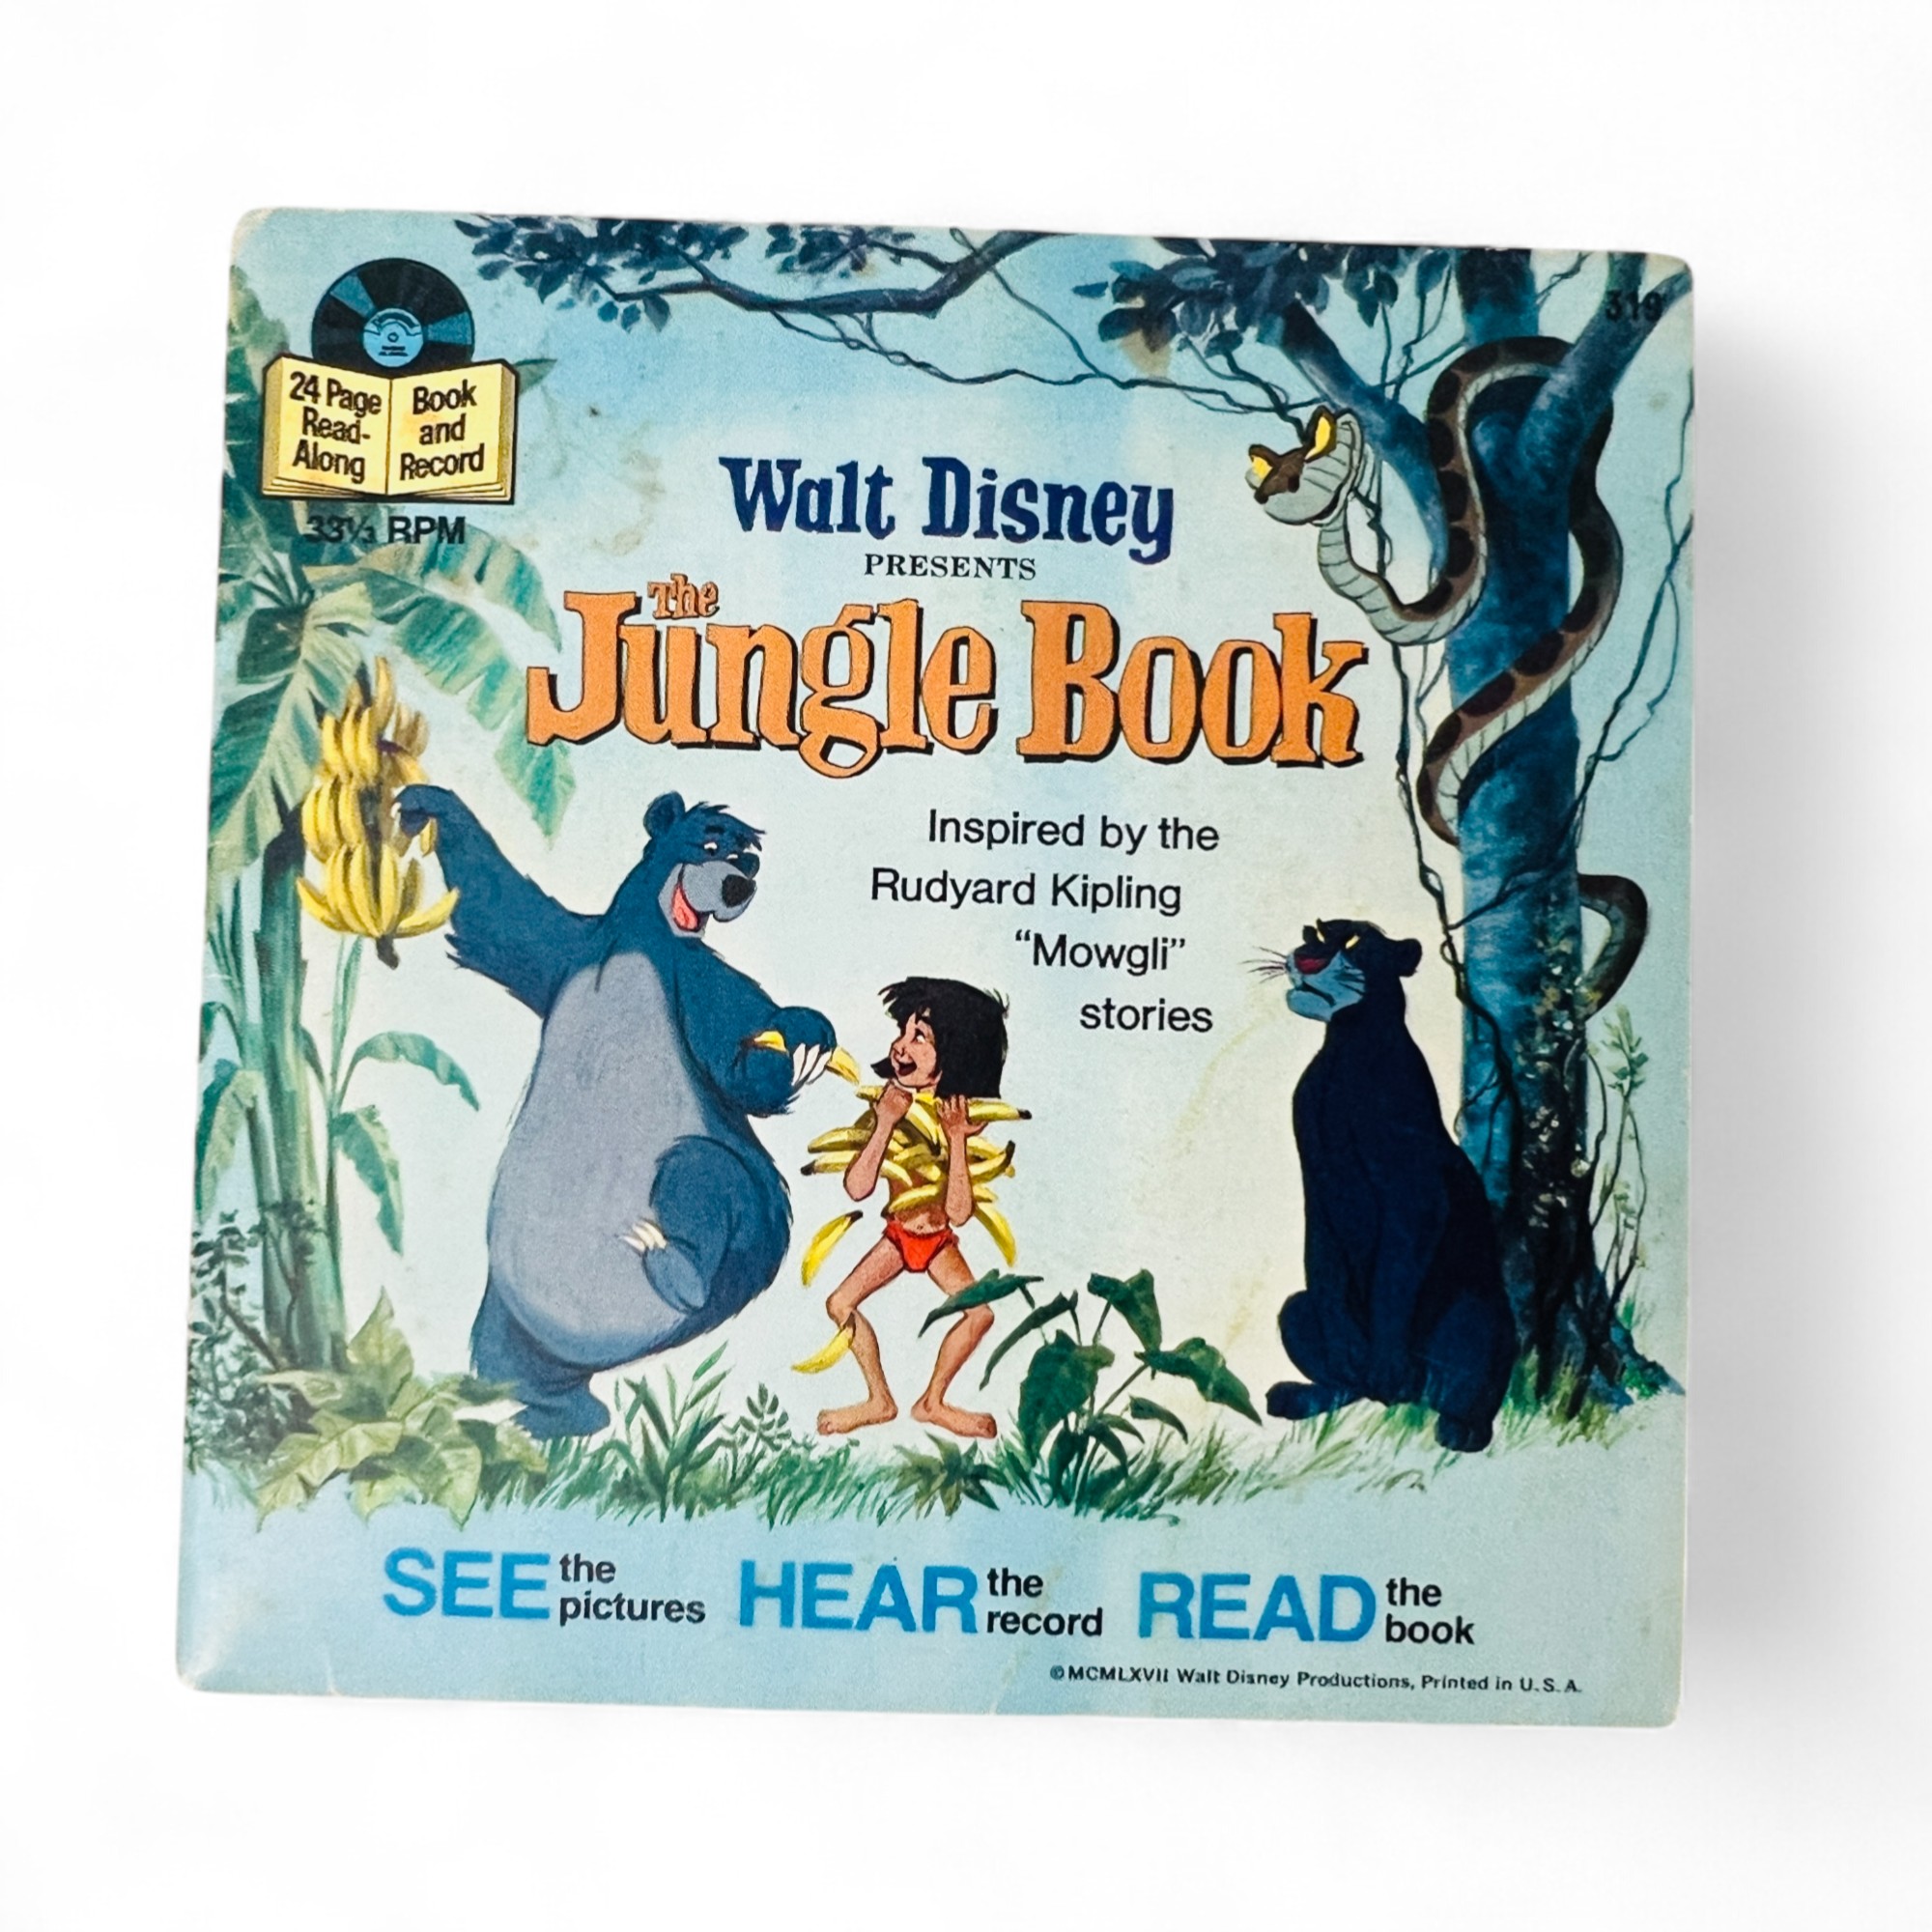 319
24 Page
Read-
Along
Book
and
Record
33⅓ RPM
Walt Disney
PRESENTS
The
Jungle Book
Inspired by the
Rudyard Kipling
“Mowgli”
stories
SEE the
pictures
HEAR the
record
READ the
book
©MCMLXVII Walt Disney Productions, Printed in U.S.A.